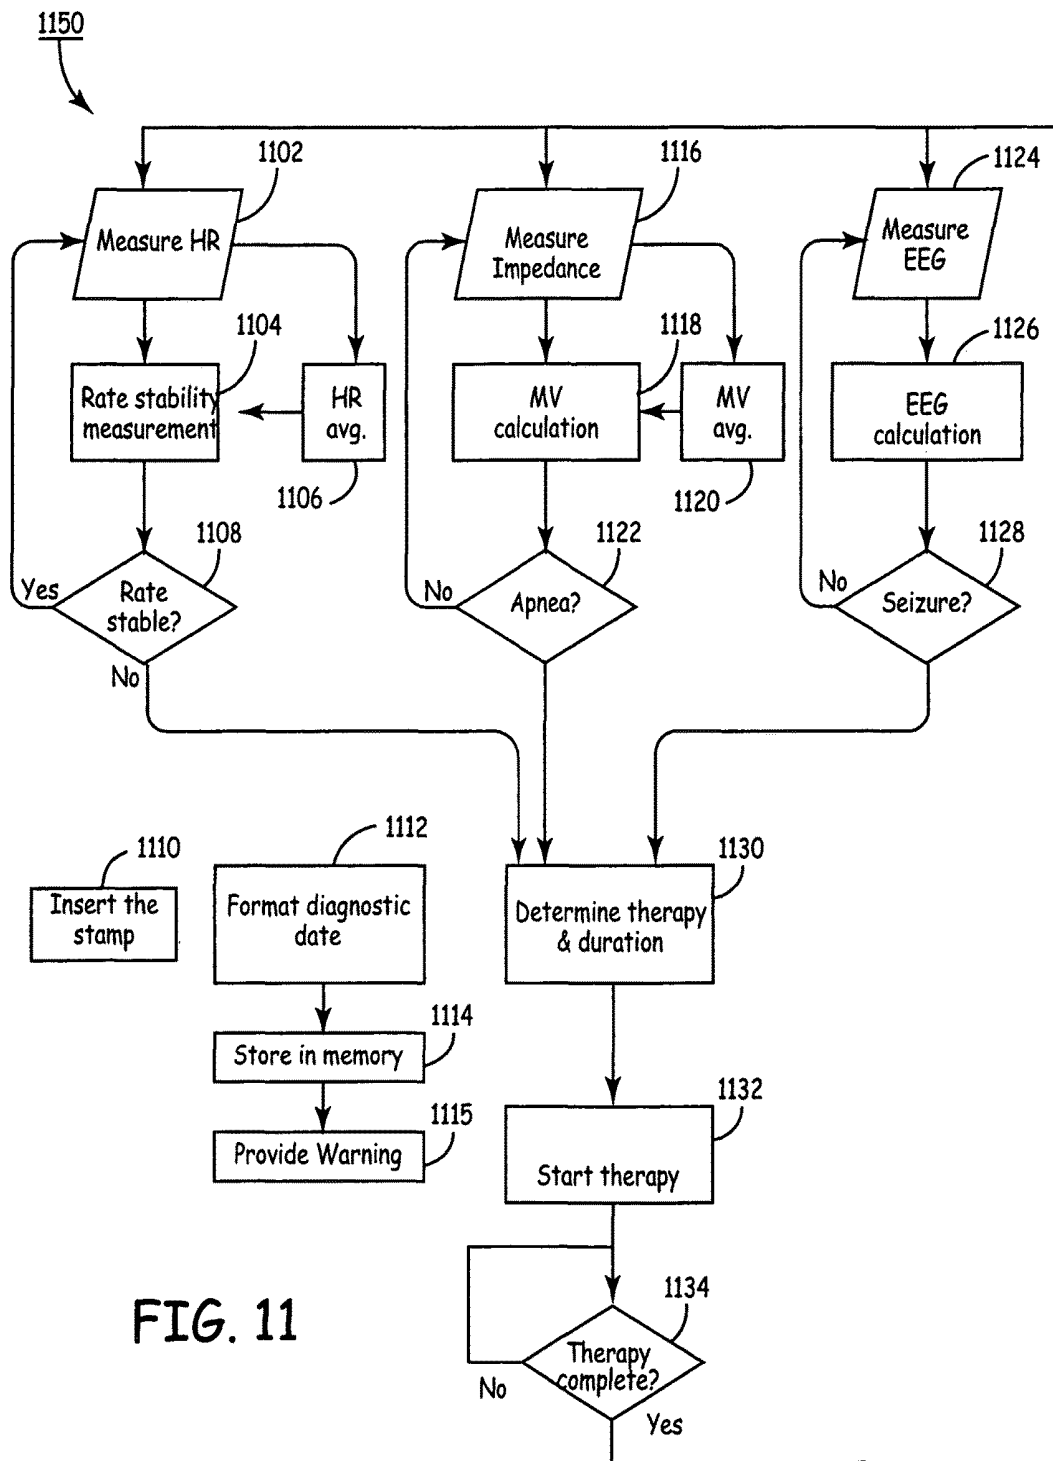 1150
1102
1116
1124
Measure HR
Measure
Impedance
Measure
EEG
1104
1118
1126
Rate stability
measurement
HR
avg.
MV
calculation
MV
avg.
EEG
calculation
1106
1120
1108
1122
1128
Yes
Rate
stable?
No
No
Apnea?
No
Seizure?
1110
1112
1130
Insert the
stamp
Format diagnostic
date
Determine therapy
& duration
1114
Store in memory
1132
1115
Provide Warning
Start therapy
1134
FIG. 11
Therapy
complete?
No
Yes